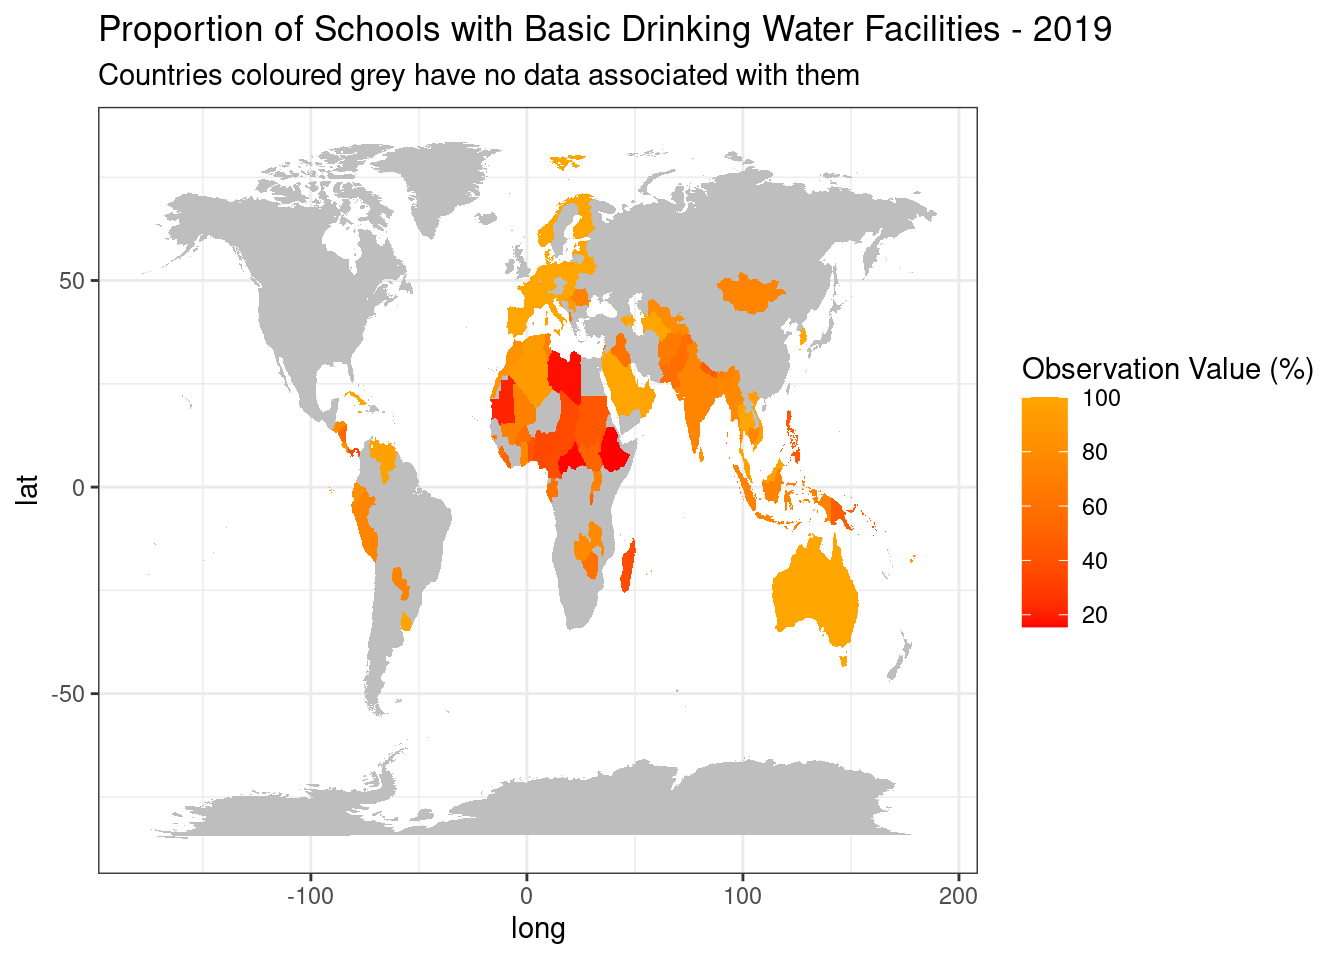 Proportion of Schools with Basic Drinking Water Facilities - 2019
Countries coloured grey have no data associated with them
Observation Value (%)
100
80
60
40
20
50
0
-50
lat
-100
0
100
200
long